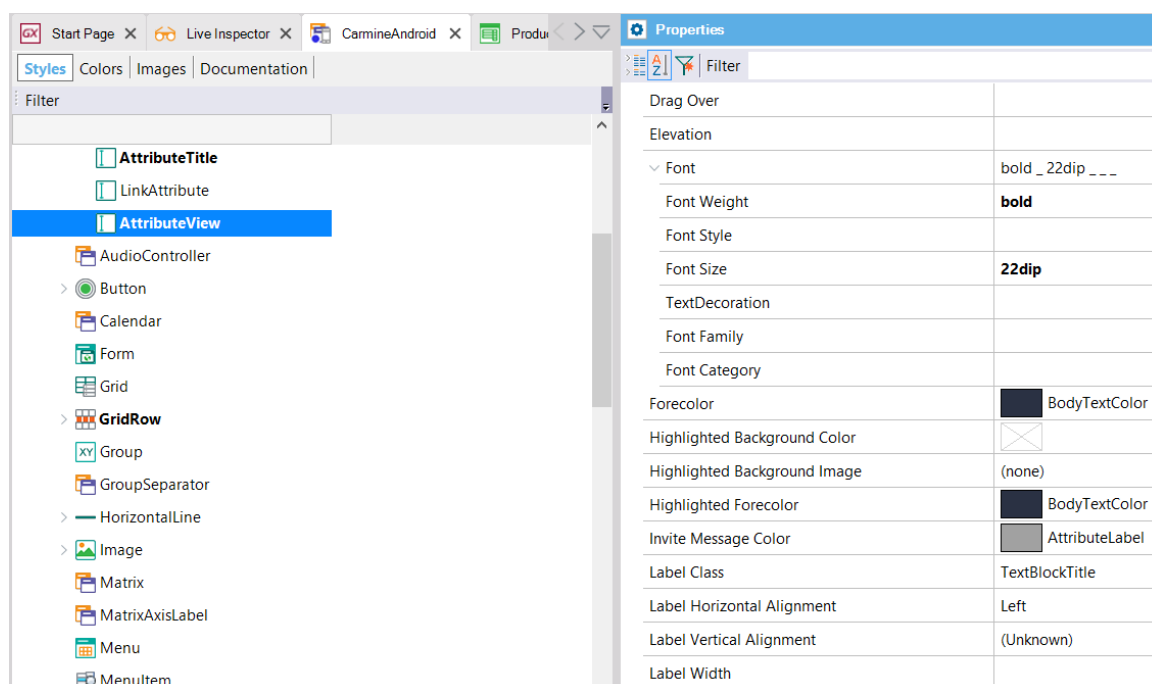 GX Start Page Live Inspector CarmineAndroid Produ
Styles Colors Images Documentation
Filter
AttributeTitle
LinkAttribute
AttributeView
AudioController
Button
Calendar
Form
Grid
GridRow
XY Group
GroupSeparator
HorizontalLine
Image
Matrix
MatrixAxisLabel
Menu
MenuItem
Properties
A Z Filter
Drag Over
Elevation
Font bold _ 22dip _ _ _
Font Weight bold
Font Style
Font Size 22dip
TextDecoration
Font Family
Font Category
Forecolor BodyTextColor
Highlighted Background Color
Highlighted Background Image (none)
Highlighted Forecolor BodyTextColor
Invite Message Color AttributeLabel
Label Class TextBlockTitle
Label Horizontal Alignment Left
Label Vertical Alignment (Unknown)
Label Width